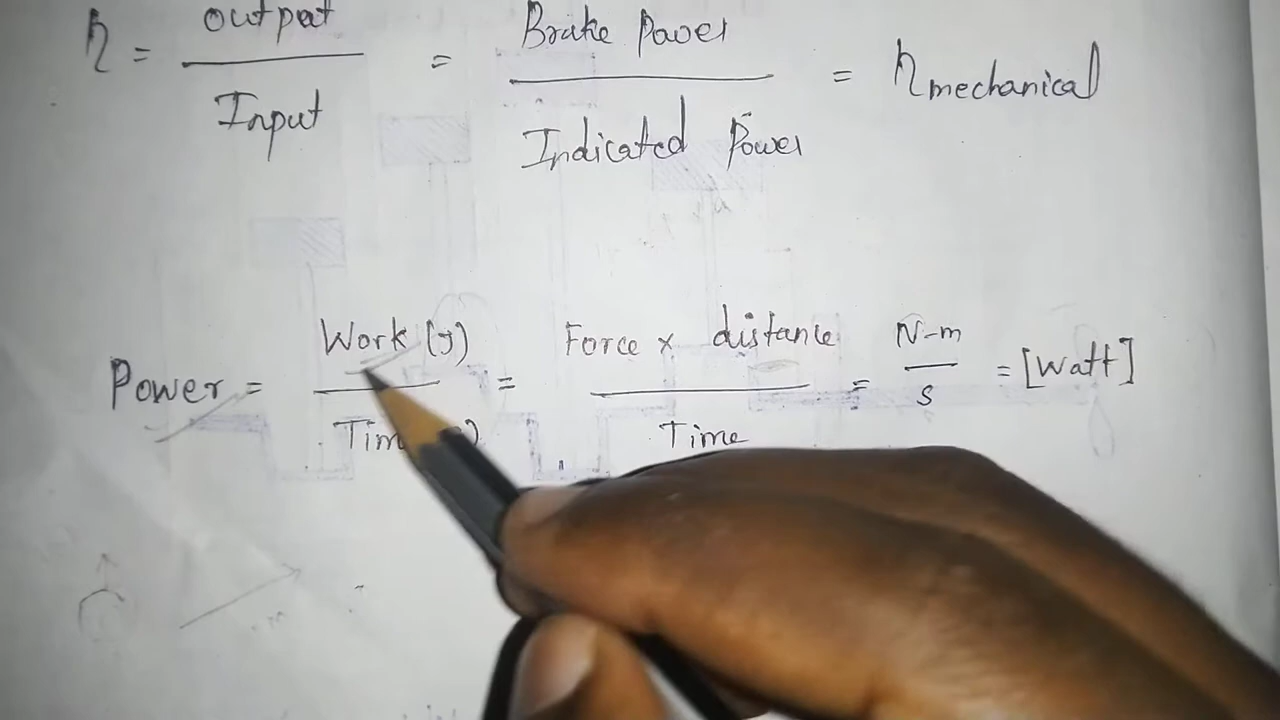 η = Output / Input = Brake Power / Indicated Power = η mechanical
Power = Work (J) / Time = Force x distance / Time = N-m / s = [Watt]